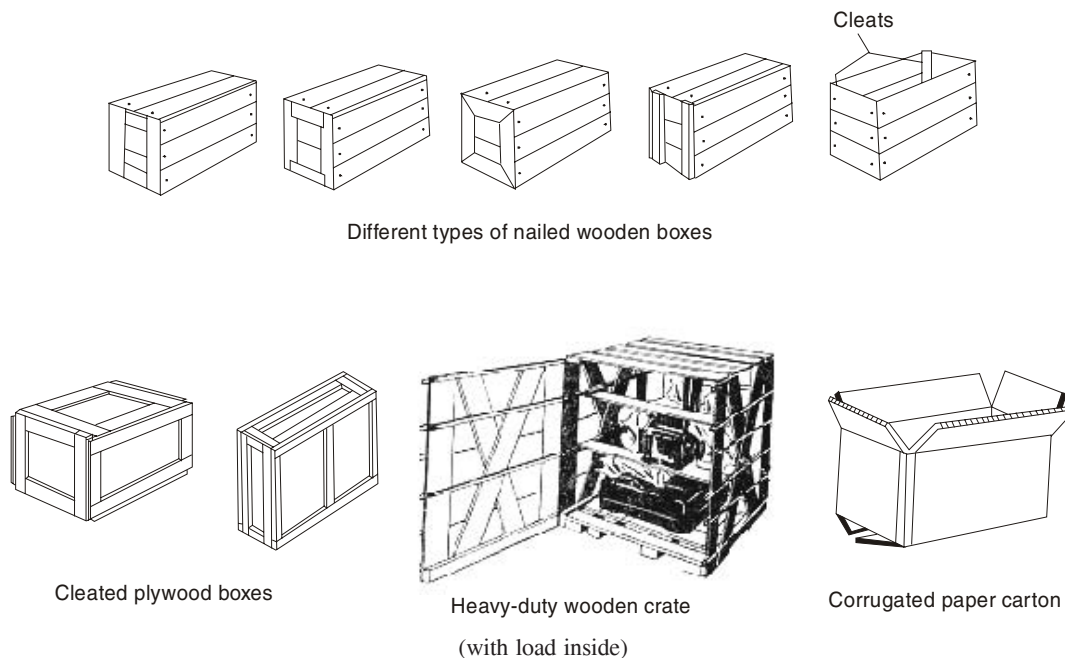 Cleats
Different types of nailed wooden boxes
Cleated plywood boxes
Heavy-duty wooden crate
(with load inside)
Corrugated paper carton